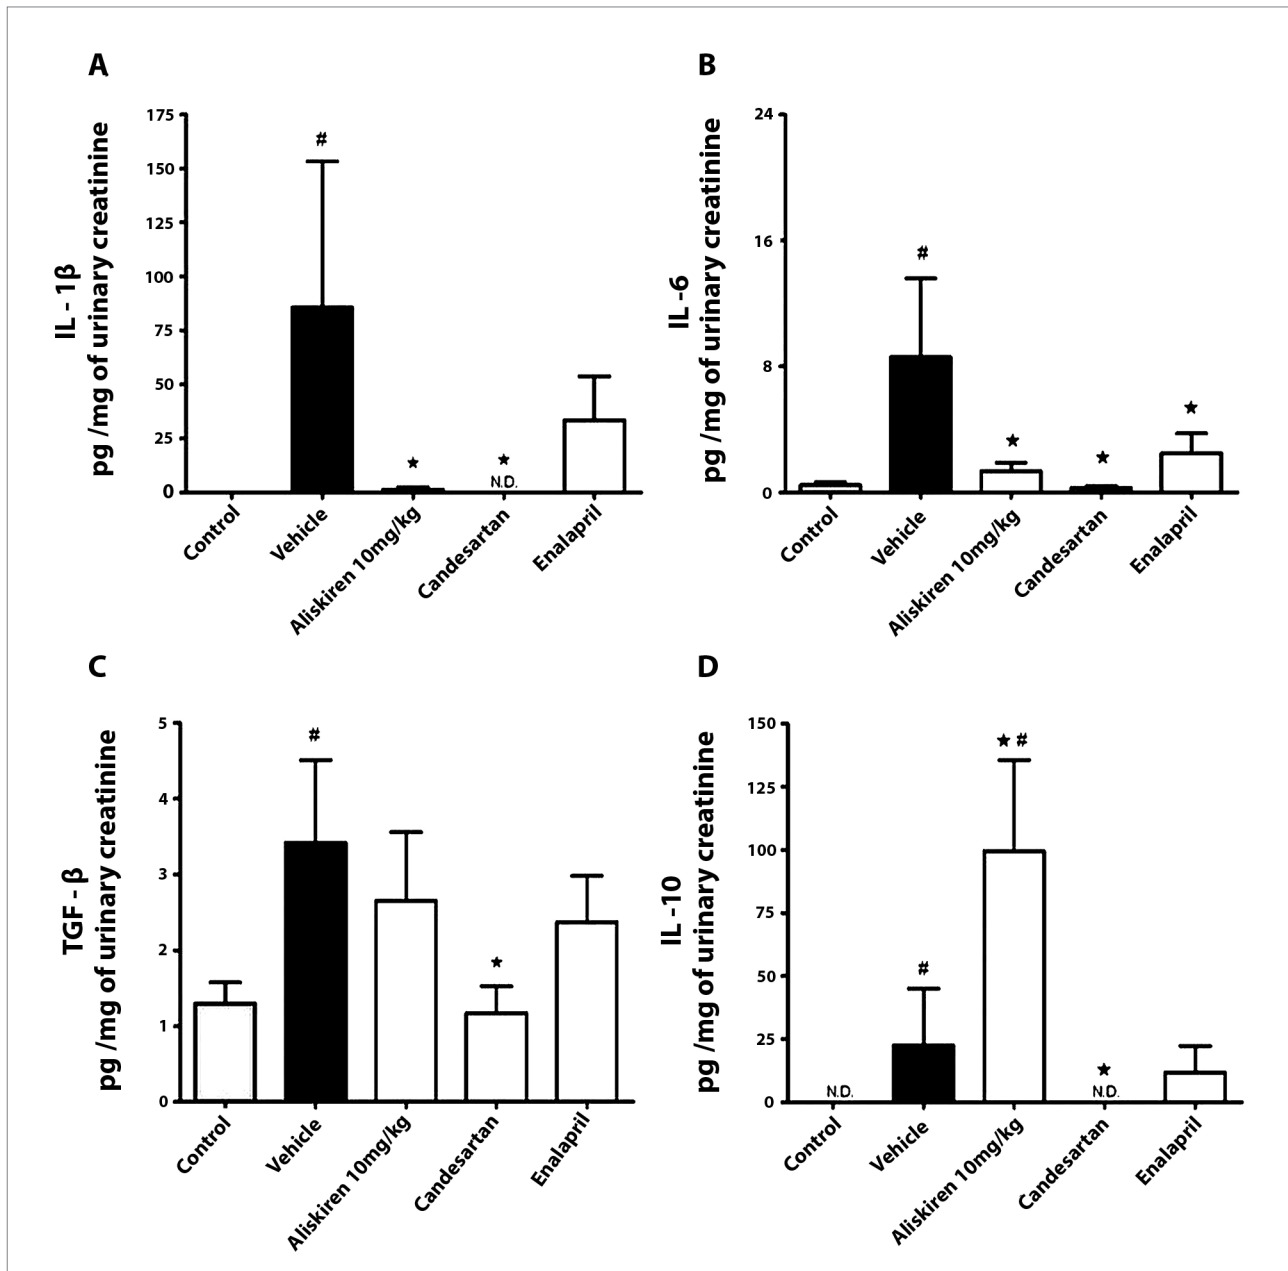 A
IL - 1β
pg /mg of urinary creatinine
175
150
125
100
75
50
25
0
#
★
★
N.D.
Control
Vehicle
Aliskiren 10mg/kg
Candesartan
Enalapril
B
IL -6
pg /mg of urinary creatinine
24
16
8
0
#
★
★
★
Control
Vehicle
Aliskiren 10mg/kg
Candesartan
Enalapril
C
TGF - β
pg /mg of urinary creatinine
5
4
3
2
1
0
#
★
Control
Vehicle
Aliskiren 10mg/kg
Candesartan
Enalapril
D
IL -10
pg /mg of urinary creatinine
150
125
100
75
50
25
0
N.D.
#
★ #
★
N.D.
Control
Vehicle
Aliskiren 10mg/kg
Candesartan
Enalapril